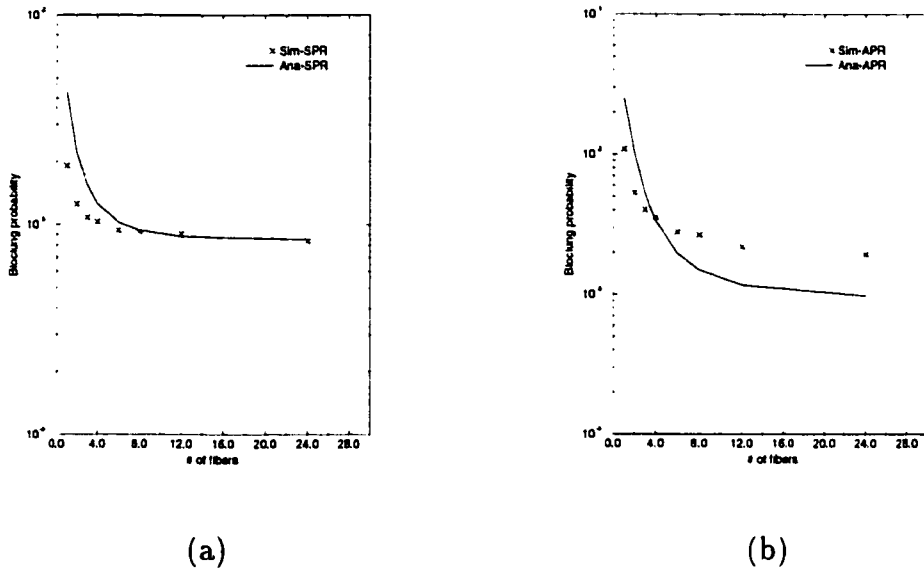 Sim-SPR
Ana-SPR
Blocking probability
0.0 4.0 8.0 12.0 16.0 20.0 24.0 28.0
# of fibers
(a)
Sim-APR
Ana-APR
Blocking probability
0.0 4.0 8.0 12.0 16.0 20.0 24.0 28.0
# of fibers
(b)